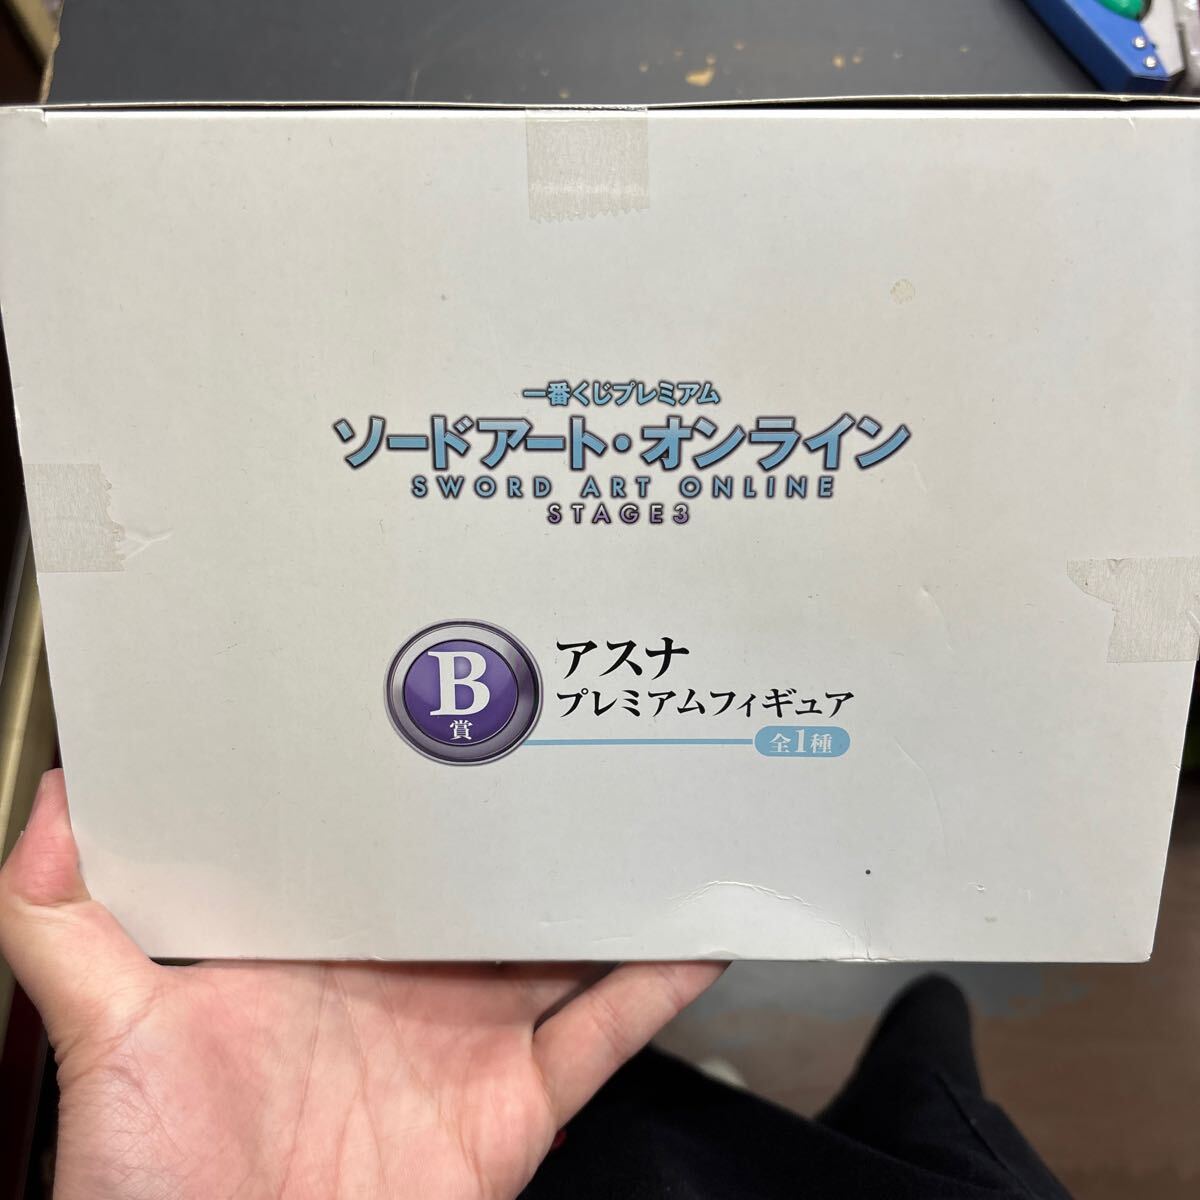 一番くじプレミアム
ソードアート・オンライン
SWORD ART ONLINE
STAGE3
B賞
アスナ
プレミアムフィギュア
全1種